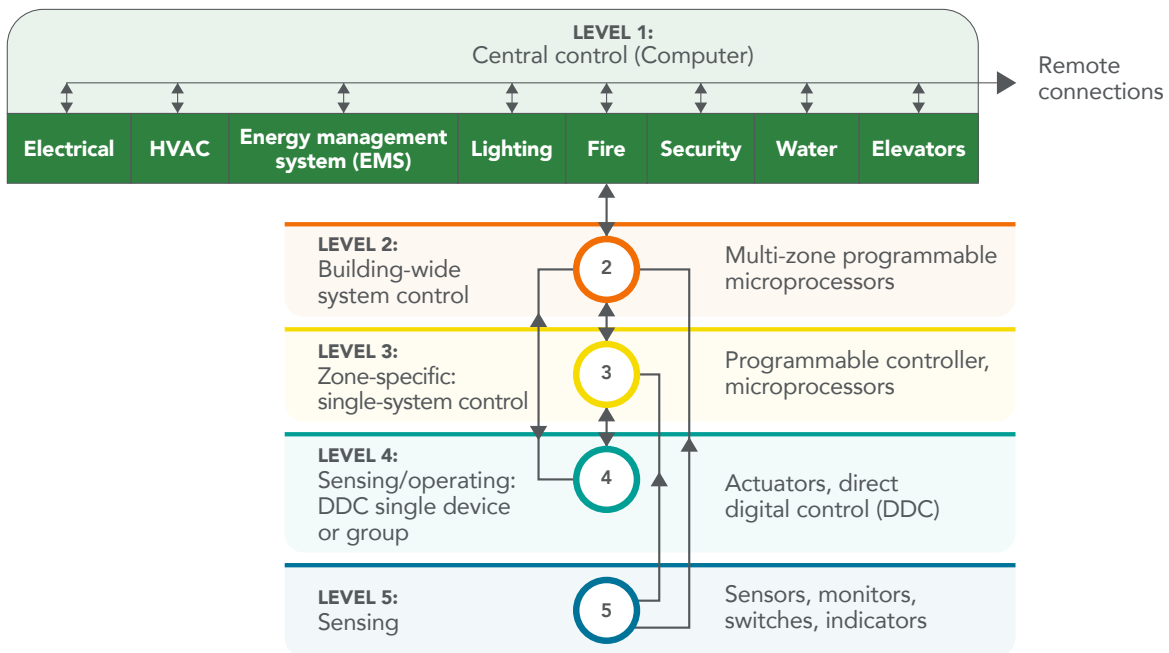 LEVEL 1:
Central control (Computer)
Remote
connections
Electrical
HVAC
Energy management
system (EMS)
Lighting
Fire
Security
Water
Elevators
LEVEL 2:
Building-wide
system control
2
Multi-zone programmable
microprocessors
LEVEL 3:
Zone-specific:
single-system control
3
Programmable controller,
microprocessors
LEVEL 4:
Sensing/operating:
DDC single device
or group
4
Actuators, direct
digital control (DDC)
LEVEL 5:
Sensing
5
Sensors, monitors,
switches, indicators